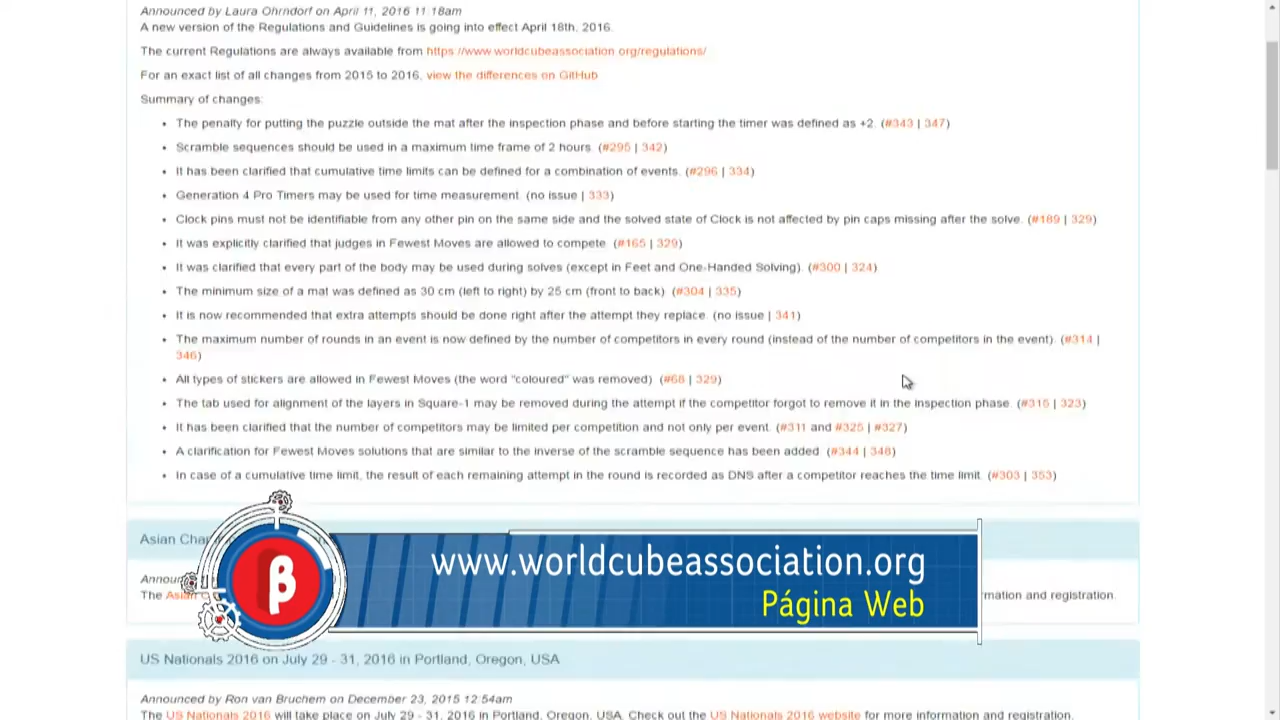 Announced by Laura Ohrndorf on April 11, 2016 11:18am
A new version of the Regulations and Guidelines is going into effect April 18th, 2016.
The current Regulations are always available from https://www.worldcubeassociation.org/regulations/
For an exact list of all changes from 2015 to 2016, view the differences on GitHub
Summary of changes:
• The penalty for putting the puzzle outside the mat after the inspection phase and before starting the timer was defined as +2. (#343 | 347)
• Scramble sequences should be used in a maximum time frame of 2 hours. (#295 | 342)
• It has been clarified that cumulative time limits can be defined for a combination of events. (#296 | 334)
• Generation 4 Pro Timers may be used for time measurement. (no issue | 333)
• Clock pins must not be identifiable from any other pin on the same side and the solved state of Clock is not affected by pin caps missing after the solve. (#189 | 329)
• It was explicitly clarified that judges in Fewest Moves are allowed to compete. (#165 | 329)
• It was clarified that every part of the body may be used during solves (except in Feet and One-Handed Solving). (#300 | 324)
• The minimum size of a mat was defined as 30 cm (left to right) by 25 cm (front to back). (#304 | 335)
• It is now recommended that extra attempts should be done right after the attempt they replace. (no issue | 341)
• The maximum number of rounds in an event is now defined by the number of competitors in every round (instead of the number of competitors in the event). (#314 |
346)
• All types of stickers are allowed in Fewest Moves (the word "coloured" was removed). (#68 | 329)
• The tab used for alignment of the layers in Square-1 may be removed during the attempt if the competitor forgot to remove it in the inspection phase. (#315 | 323)
• It has been clarified that the number of competitors may be limited per competition and not only per event. (#311 and #325 | #327)
• A clarification for Fewest Moves solutions that are similar to the inverse of the scramble sequence has been added. (#344 | 348)
• In case of a cumulative time limit, the result of each remaining attempt in the round is recorded as DNS after a competitor reaches the time limit. (#303 | 353)
Asian Cha
β
www.worldcubeassociation.org
Página Web
Announ
The Asian C
mation and registration.
US Nationals 2016 on July 29 - 31, 2016 in Portland, Oregon, USA
Announced by Ron van Bruchem on December 23, 2015 12:54am
The US Nationals 2016 will take place on July 29 - 31, 2016 in Portland, Oregon, USA. Check out the US Nationals 2016 website for more information and registration.